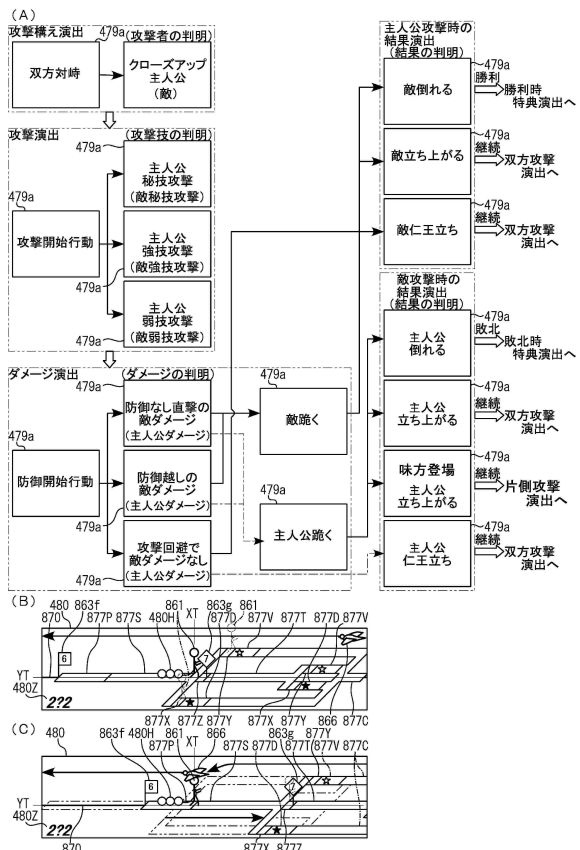 (A)
攻撃構え演出
479a
(攻撃者の判明)
479a
双方対峙
クローズアップ
主人公
(敵)
攻撃演出
(攻撃技の判明)
479a
479a
攻撃開始行動
主人公
秘技攻撃
(敵秘技攻撃)
主人公
強技攻撃
(敵強技攻撃)
479a
主人公
弱技攻撃
(敵弱技攻撃)
479a
ダメージ演出
(ダメージの判明)
479a
479a
防御開始行動
防御なし直撃の
敵ダメージ
(主人公ダメージ)
防御越しの
敵ダメージ
(主人公ダメージ)
479a
攻撃回避で
敵ダメージなし
(主人公ダメージ)
479a
479a
敵跪く
479a
主人公跪く
主人公攻撃時の
結果演出
(結果の判明)
479a
敵倒れる
勝利
勝利時
特典演出へ
479a
敵立ち上がる
継続
双方攻撃
演出へ
479a
敵仁王立ち
継続
双方攻撃
演出へ
敵攻撃時の
結果演出
(結果の判明)
479a
主人公
倒れる
敗北
敗北時
特典演出へ
479a
主人公
立ち上がる
継続
双方攻撃
演出へ
479a
味方登場
主人公
立ち上がる
継続
片側攻撃
演出へ
479a
主人公
仁王立ち
継続
双方攻撃
演出へ
(B)
480 863f 877S 861 XT 863g 861 877T 877D 877V
870 877P 480H 877D 877V
6
7
YT
480Z
2?2
877X 877Z 877Y 877X 877Y 866 877C
(C)
480
863f 480H 861 866 877S 863g 877Y
877P XT 877D 877T 877V 877C
6
7
YT
480Z
2?2
870
877X 877Z